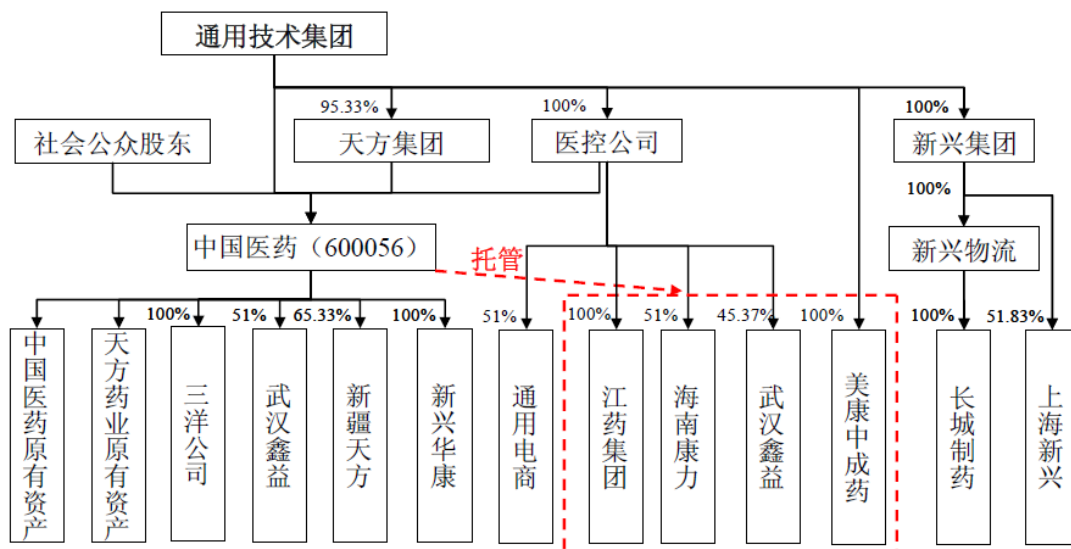 通用技术集团
95.33%
100%
100%
社会公众股东
天方集团
医控公司
新兴集团
100%
中国医药（600056）
托管
新兴物流
100%
51%
65.33%
100%
51%
100%
51%
45.37%
100%
100%
51.83%
中国医药原有资产
天方药业原有资产
三洋公司
武汉鑫益
新疆天方
新兴华康
通用电商
江药集团
海南康力
武汉鑫益
美康中成药
长城制药
上海新兴